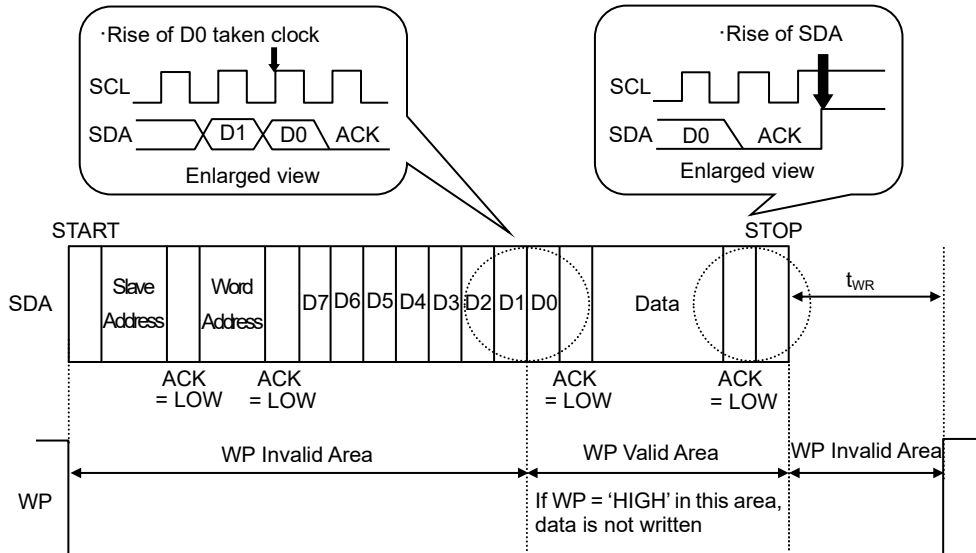 ·Rise of D0 taken clock
SCL
SDA
D1
D0
ACK
Enlarged view
·Rise of SDA
SCL
SDA
D0
ACK
Enlarged view
START
STOP
SDA
Slave
Address
Word
Address
D7
D6
D5
D4
D3
D2
D1
D0
Data
tWR
ACK
= LOW
ACK
= LOW
ACK
= LOW
ACK
= LOW
WP Invalid Area
WP Valid Area
WP Invalid Area
WP
If WP = ‘HIGH’ in this area,
data is not written